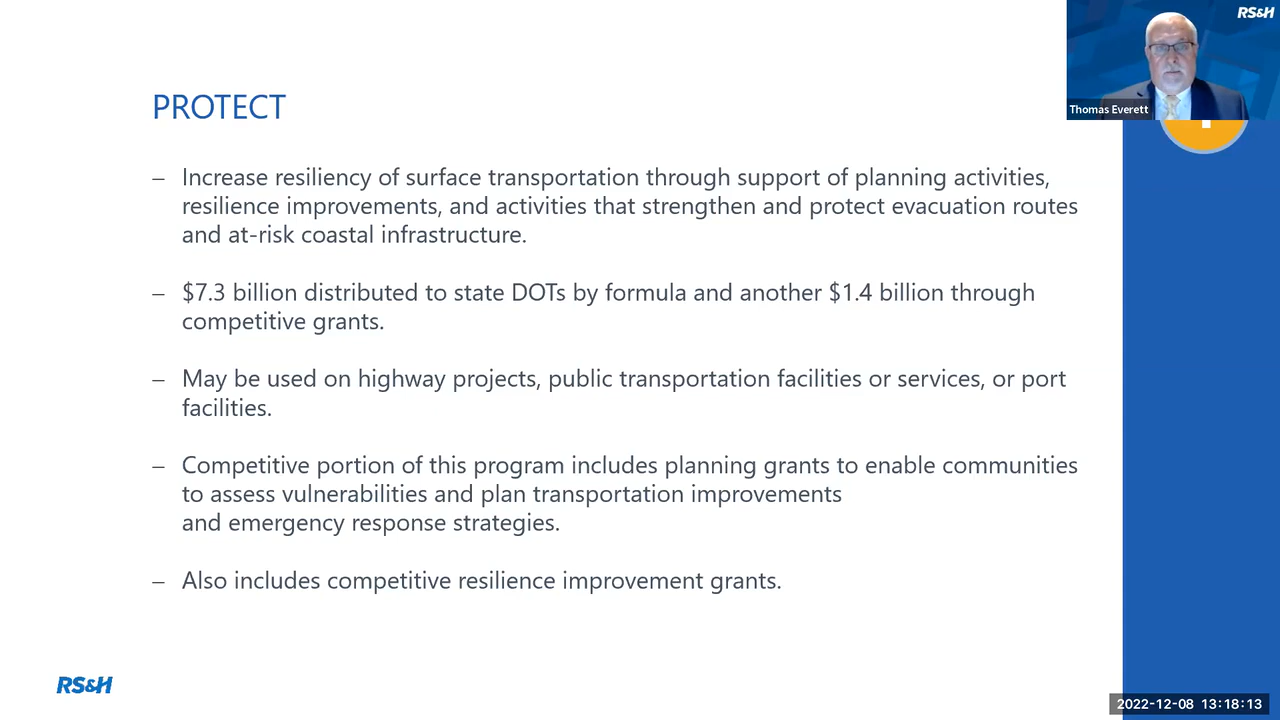 RS&H
Thomas Everett
PROTECT
– Increase resiliency of surface transportation through support of planning activities,
resilience improvements, and activities that strengthen and protect evacuation routes
and at-risk coastal infrastructure.
– $7.3 billion distributed to state DOTs by formula and another $1.4 billion through
competitive grants.
– May be used on highway projects, public transportation facilities or services, or port
facilities.
– Competitive portion of this program includes planning grants to enable communities
to assess vulnerabilities and plan transportation improvements
and emergency response strategies.
– Also includes competitive resilience improvement grants.
RS&H
2022-12-08 13:18:13